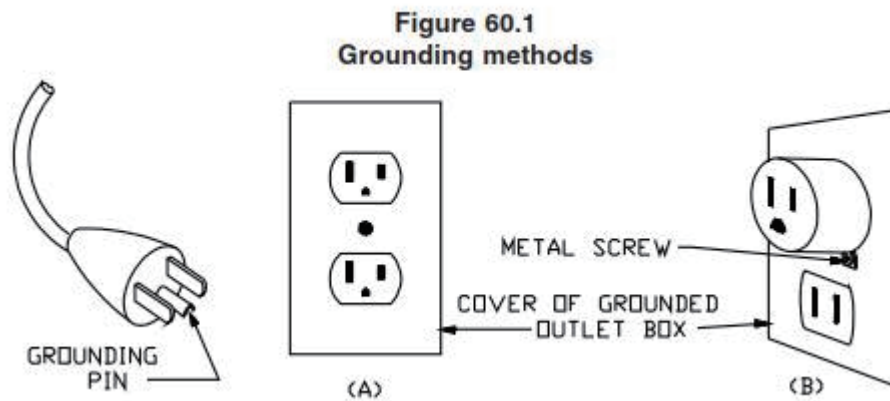 Figure 60.1
Grounding methods
METAL SCREW
COVER OF GROUNDED
OUTLET BOX
GROUNDING
PIN
(A)
(B)